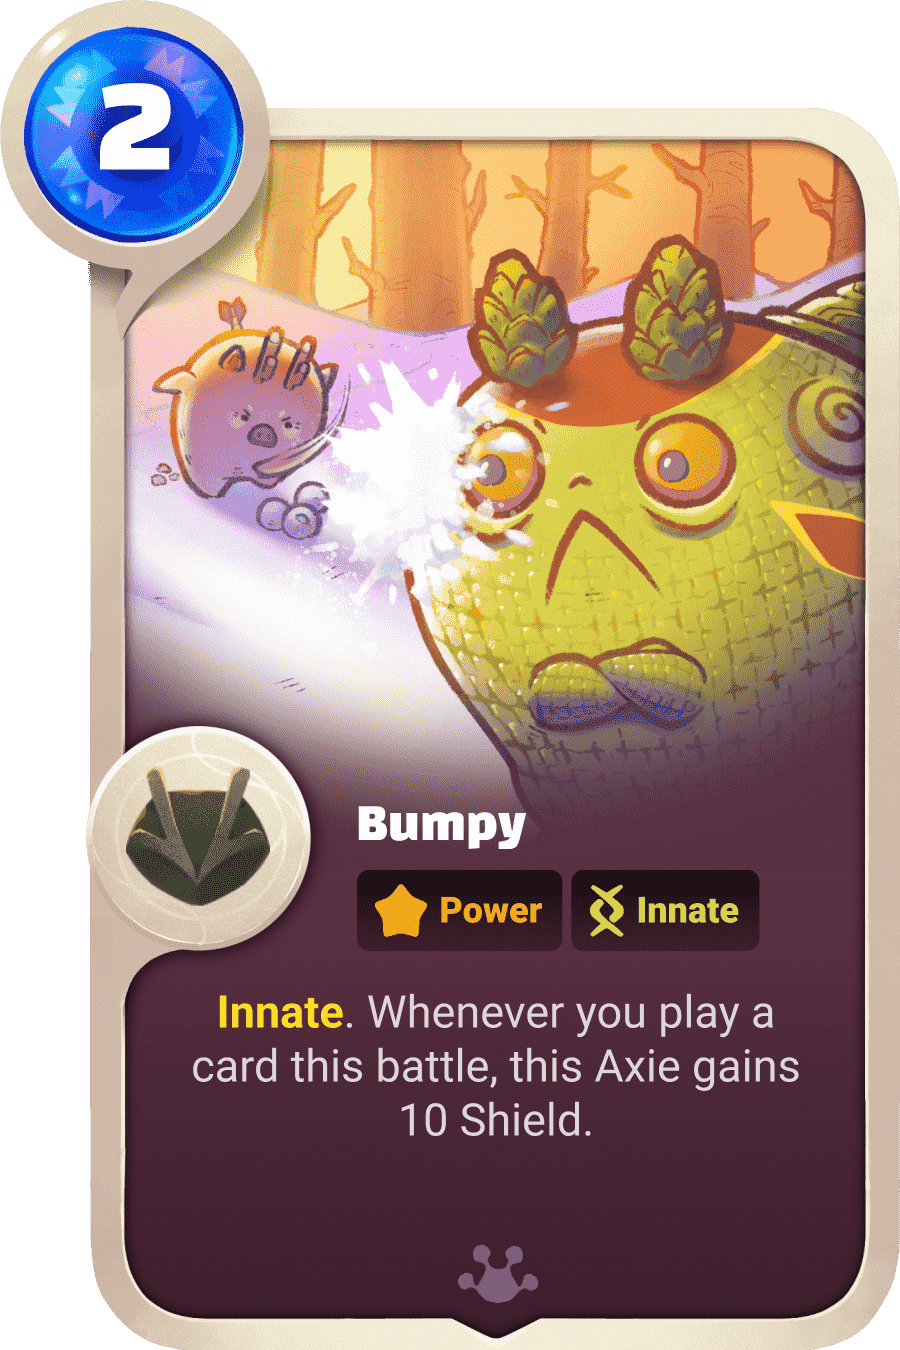 2
Bumpy
Power
Innate
Innate. Whenever you play a
card this battle, this Axie gains
10 Shield.